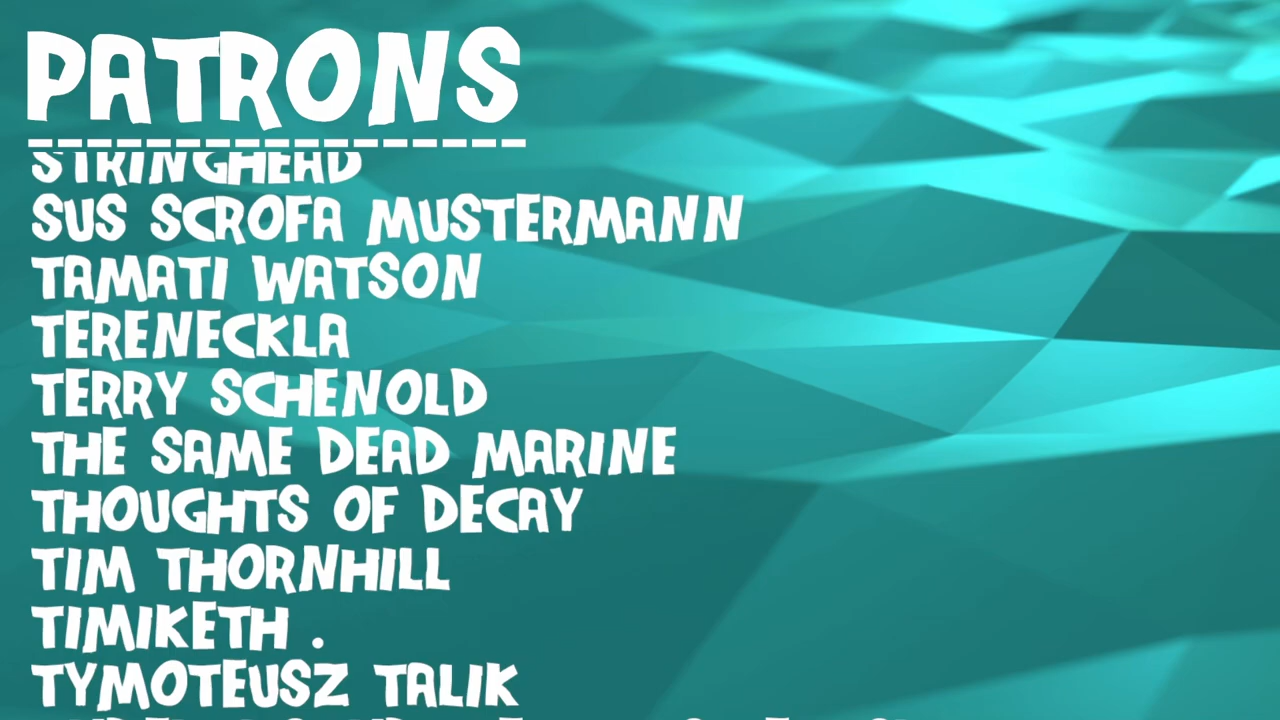 PATRONS
STRINGHEAD
SUS SCROFA MUSTERMANN
TAMATI WATSON
TERENECKLA
TERRY SCHENOLD
THE SAME DEAD MARINE
THOUGHTS OF DECAY
TIM THORNHILL
TIMIKETH .
TYMOTEUSZ TALIK